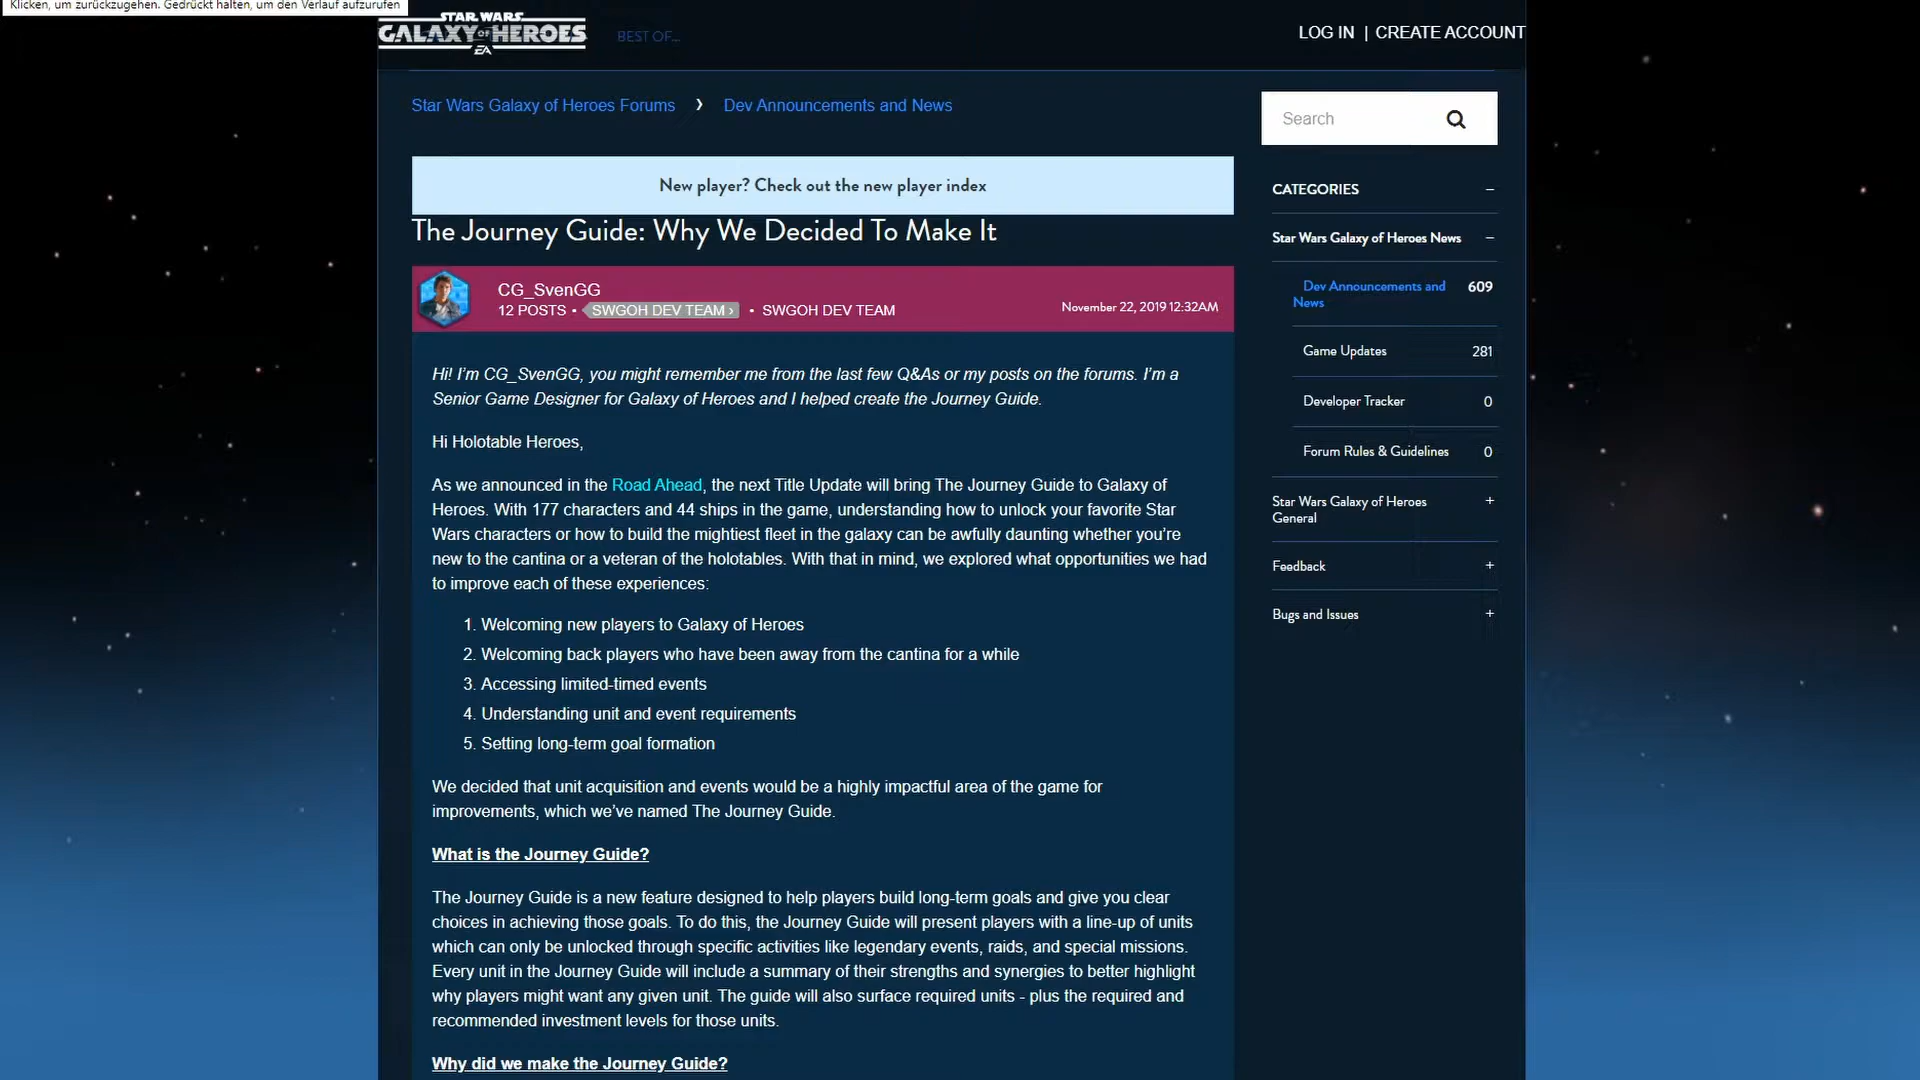 Klicken, um zurückzugehen. Gedrückt halten, um den Verlauf aufzurufen
STAR WARS
GALAXY OF HEROES
EA
BEST OF...
LOG IN | CREATE ACCOUNT
Star Wars Galaxy of Heroes Forums › Dev Announcements and News
New player? Check out the new player index
The Journey Guide: Why We Decided To Make It
CG_SvenGG
12 POSTS • SWGOH DEV TEAM › • SWGOH DEV TEAM
November 22, 2019 12:32AM
Hi! I’m CG_SvenGG, you might remember me from the last few Q&As or my posts on the forums. I’m a
Senior Game Designer for Galaxy of Heroes and I helped create the Journey Guide.
Hi Holotable Heroes,
As we announced in the Road Ahead, the next Title Update will bring The Journey Guide to Galaxy of
Heroes. With 177 characters and 44 ships in the game, understanding how to unlock your favorite Star
Wars characters or how to build the mightiest fleet in the galaxy can be awfully daunting whether you’re
new to the cantina or a veteran of the holotables. With that in mind, we explored what opportunities we had
to improve each of these experiences:
1. Welcoming new players to Galaxy of Heroes
2. Welcoming back players who have been away from the cantina for a while
3. Accessing limited-timed events
4. Understanding unit and event requirements
5. Setting long-term goal formation
We decided that unit acquisition and events would be a highly impactful area of the game for
improvements, which we’ve named The Journey Guide.
What is the Journey Guide?
The Journey Guide is a new feature designed to help players build long-term goals and give you clear
choices in achieving those goals. To do this, the Journey Guide will present players with a line-up of units
which can only be unlocked through specific activities like legendary events, raids, and special missions.
Every unit in the Journey Guide will include a summary of their strengths and synergies to better highlight
why players might want any given unit. The guide will also surface required units - plus the required and
recommended investment levels for those units.
Why did we make the Journey Guide?
Search
CATEGORIES –
Star Wars Galaxy of Heroes News –
Dev Announcements and 609
News
Game Updates 281
Developer Tracker 0
Forum Rules & Guidelines 0
Star Wars Galaxy of Heroes +
General
Feedback +
Bugs and Issues +